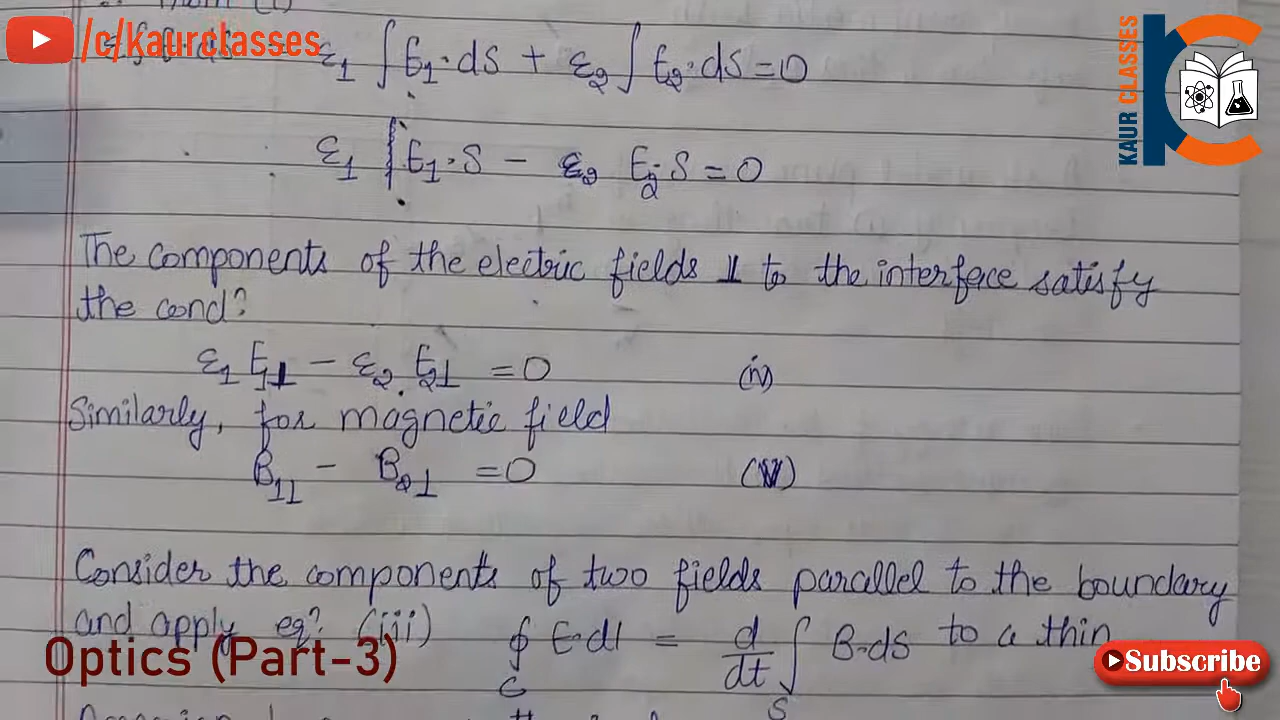 from (i)
/c/kaurclasses
ε1 ∫ E1·ds + ε2 ∫ E2·ds = 0
KAUR CLASSES
ε1 E1·S - ε2 E2·S = 0
The components of the electric fields ⊥ to the interface satisfy
the condⁿ
ε1 E1⊥ - ε2 E2⊥ = 0 (iv)
Similarly, for magnetic field
B1⊥ - B2⊥ = 0 (V)
Consider the components of two fields parallel to the boundary
and apply eqⁿ (iii) ∮c E·dl = d/dt ∫s B·ds to a thin
Optics (Part-3)
Subscribe